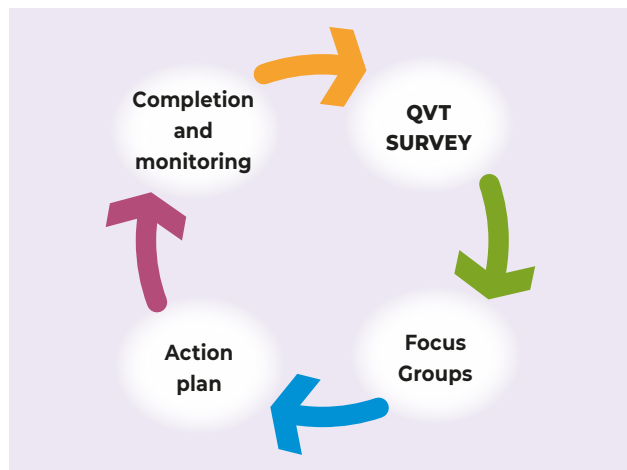 Completion
and
monitoring
QVT
SURVEY
Focus
Groups
Action
plan